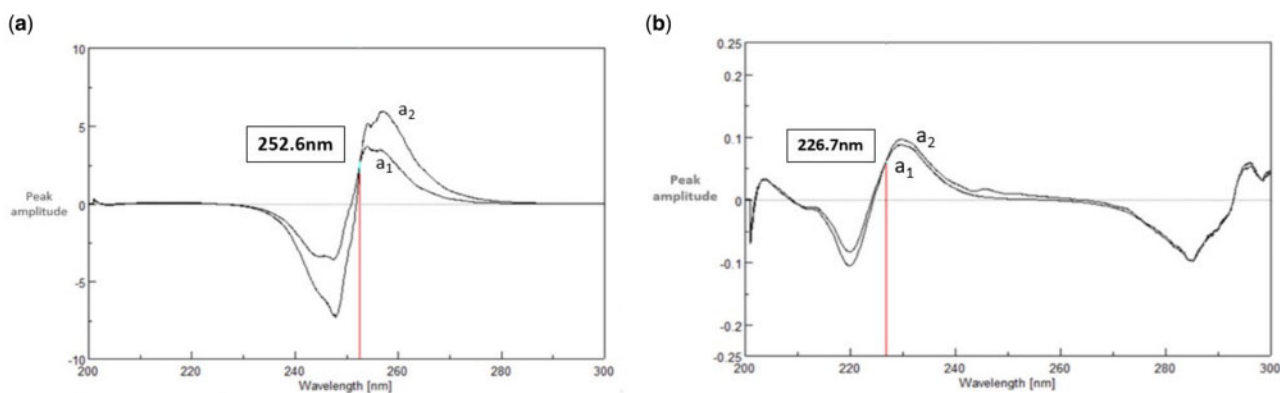 (a)
10
5
0
-5
-10
Peak
amplitude
252.6nm
a2
a1
200
220
240
260
280
300
Wavelength [nm]
(b)
0.25
0.2
0.1
0
-0.1
-0.2
-0.25
Peak
amplitude
226.7nm
a2
a1
200
220
240
260
280
300
Wavelength [nm]